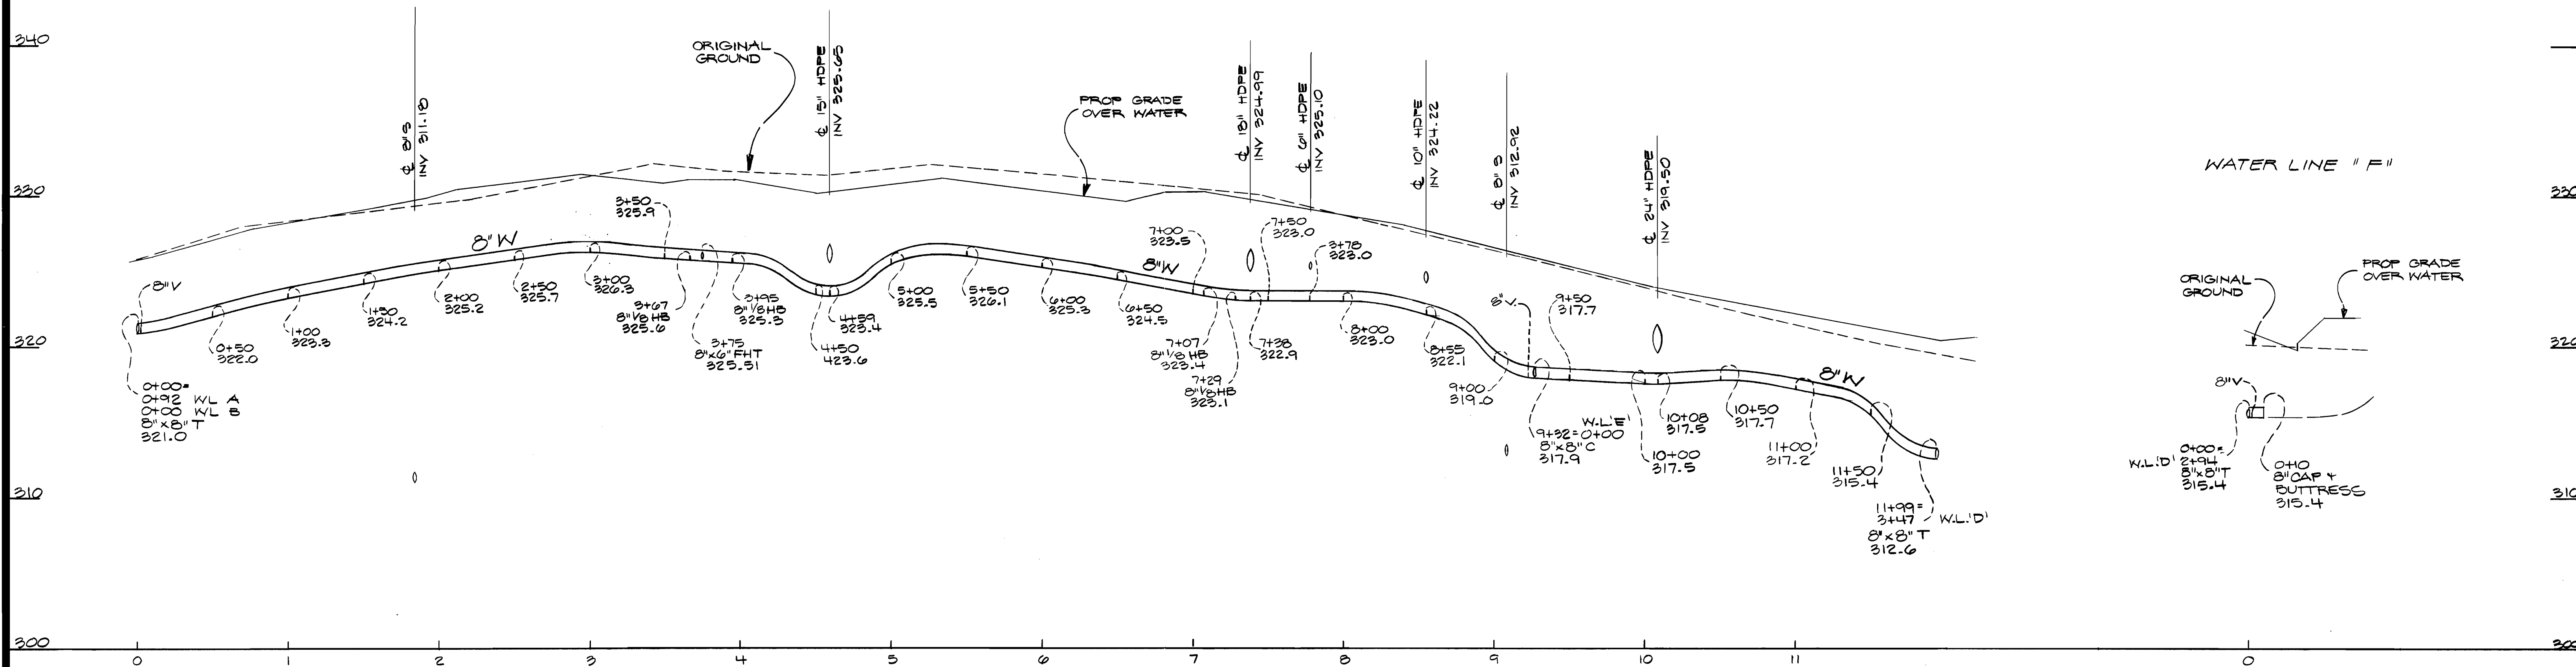 340
330
320
310
300
℄ 8" S
INV 311.18
ORIGINAL
GROUND
℄ 15" HDPE
INV 325.65
PROP GRADE
OVER WATER
℄ 18" HDPE
INV 324.99
℄ 6" HDPE
INV 325.10
℄ 10" HDPE
INV 324.22
℄ 8" S
INV 312.92
℄ 24" HDPE
INV 319.50
WATER LINE "F"
330
320
310
300
8"V
8"W
3+50
325.9
7+00
323.5
7+50
323.0
3+78
323.0
8"W
8"V.
9+50
317.7
8"W
0+00=
0+92 WL A
0+00 WL B
8"x8" T
321.0
0+50
322.0
1+00
323.3
1+50
324.2
2+00
325.2
2+50
325.7
3+00
326.3
3+67
8" 1/8 HB
325.6
3+75
8"x6" FHT
325.51
3+95
8" 1/8 HB
325.3
4+50
423.6
4+59
323.4
5+00
325.5
5+50
326.1
6+00
325.3
6+50
324.5
7+07
8" 1/8 HB
323.4
7+29
8" 1/8 HB
323.1
7+38
322.9
8+00
323.0
8+55
322.1
9+00
319.0
W.L.'E'
9+32=0+00
8"x8" C
317.9
10+00
317.5
10+08
317.5
10+50
317.7
11+00
317.2
11+50
315.4
11+99=
3+47 W.L.'D'
8"x8" T
312.6
ORIGINAL
GROUND
PROP GRADE
OVER WATER
8"V.
0+00=
W.L.'D' 2+94
8"x8"T
315.4
0+10
8" CAP +
BUTTRESS
315.4
0 1 2 3 4 5 6 7 8 9 10 11 0